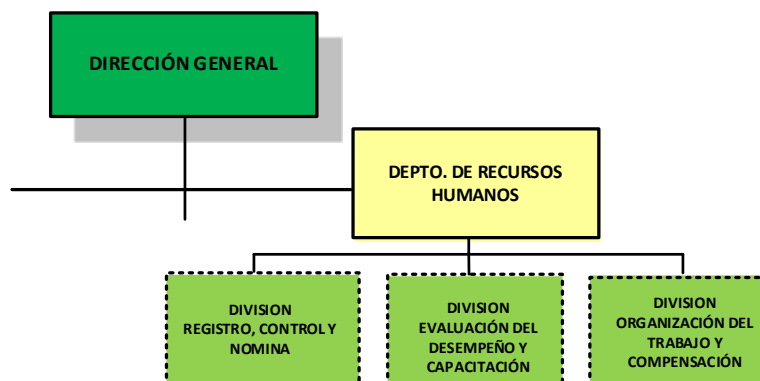 DIRECCIÓN GENERAL
DEPTO. DE RECURSOS
HUMANOS
DIVISION
REGISTRO, CONTROL Y
NOMINA
DIVISION
EVALUACIÓN DEL
DESEMPEÑO Y
CAPACITACIÓN
DIVISION
ORGANIZACIÓN DEL
TRABAJO Y
COMPENSACIÓN